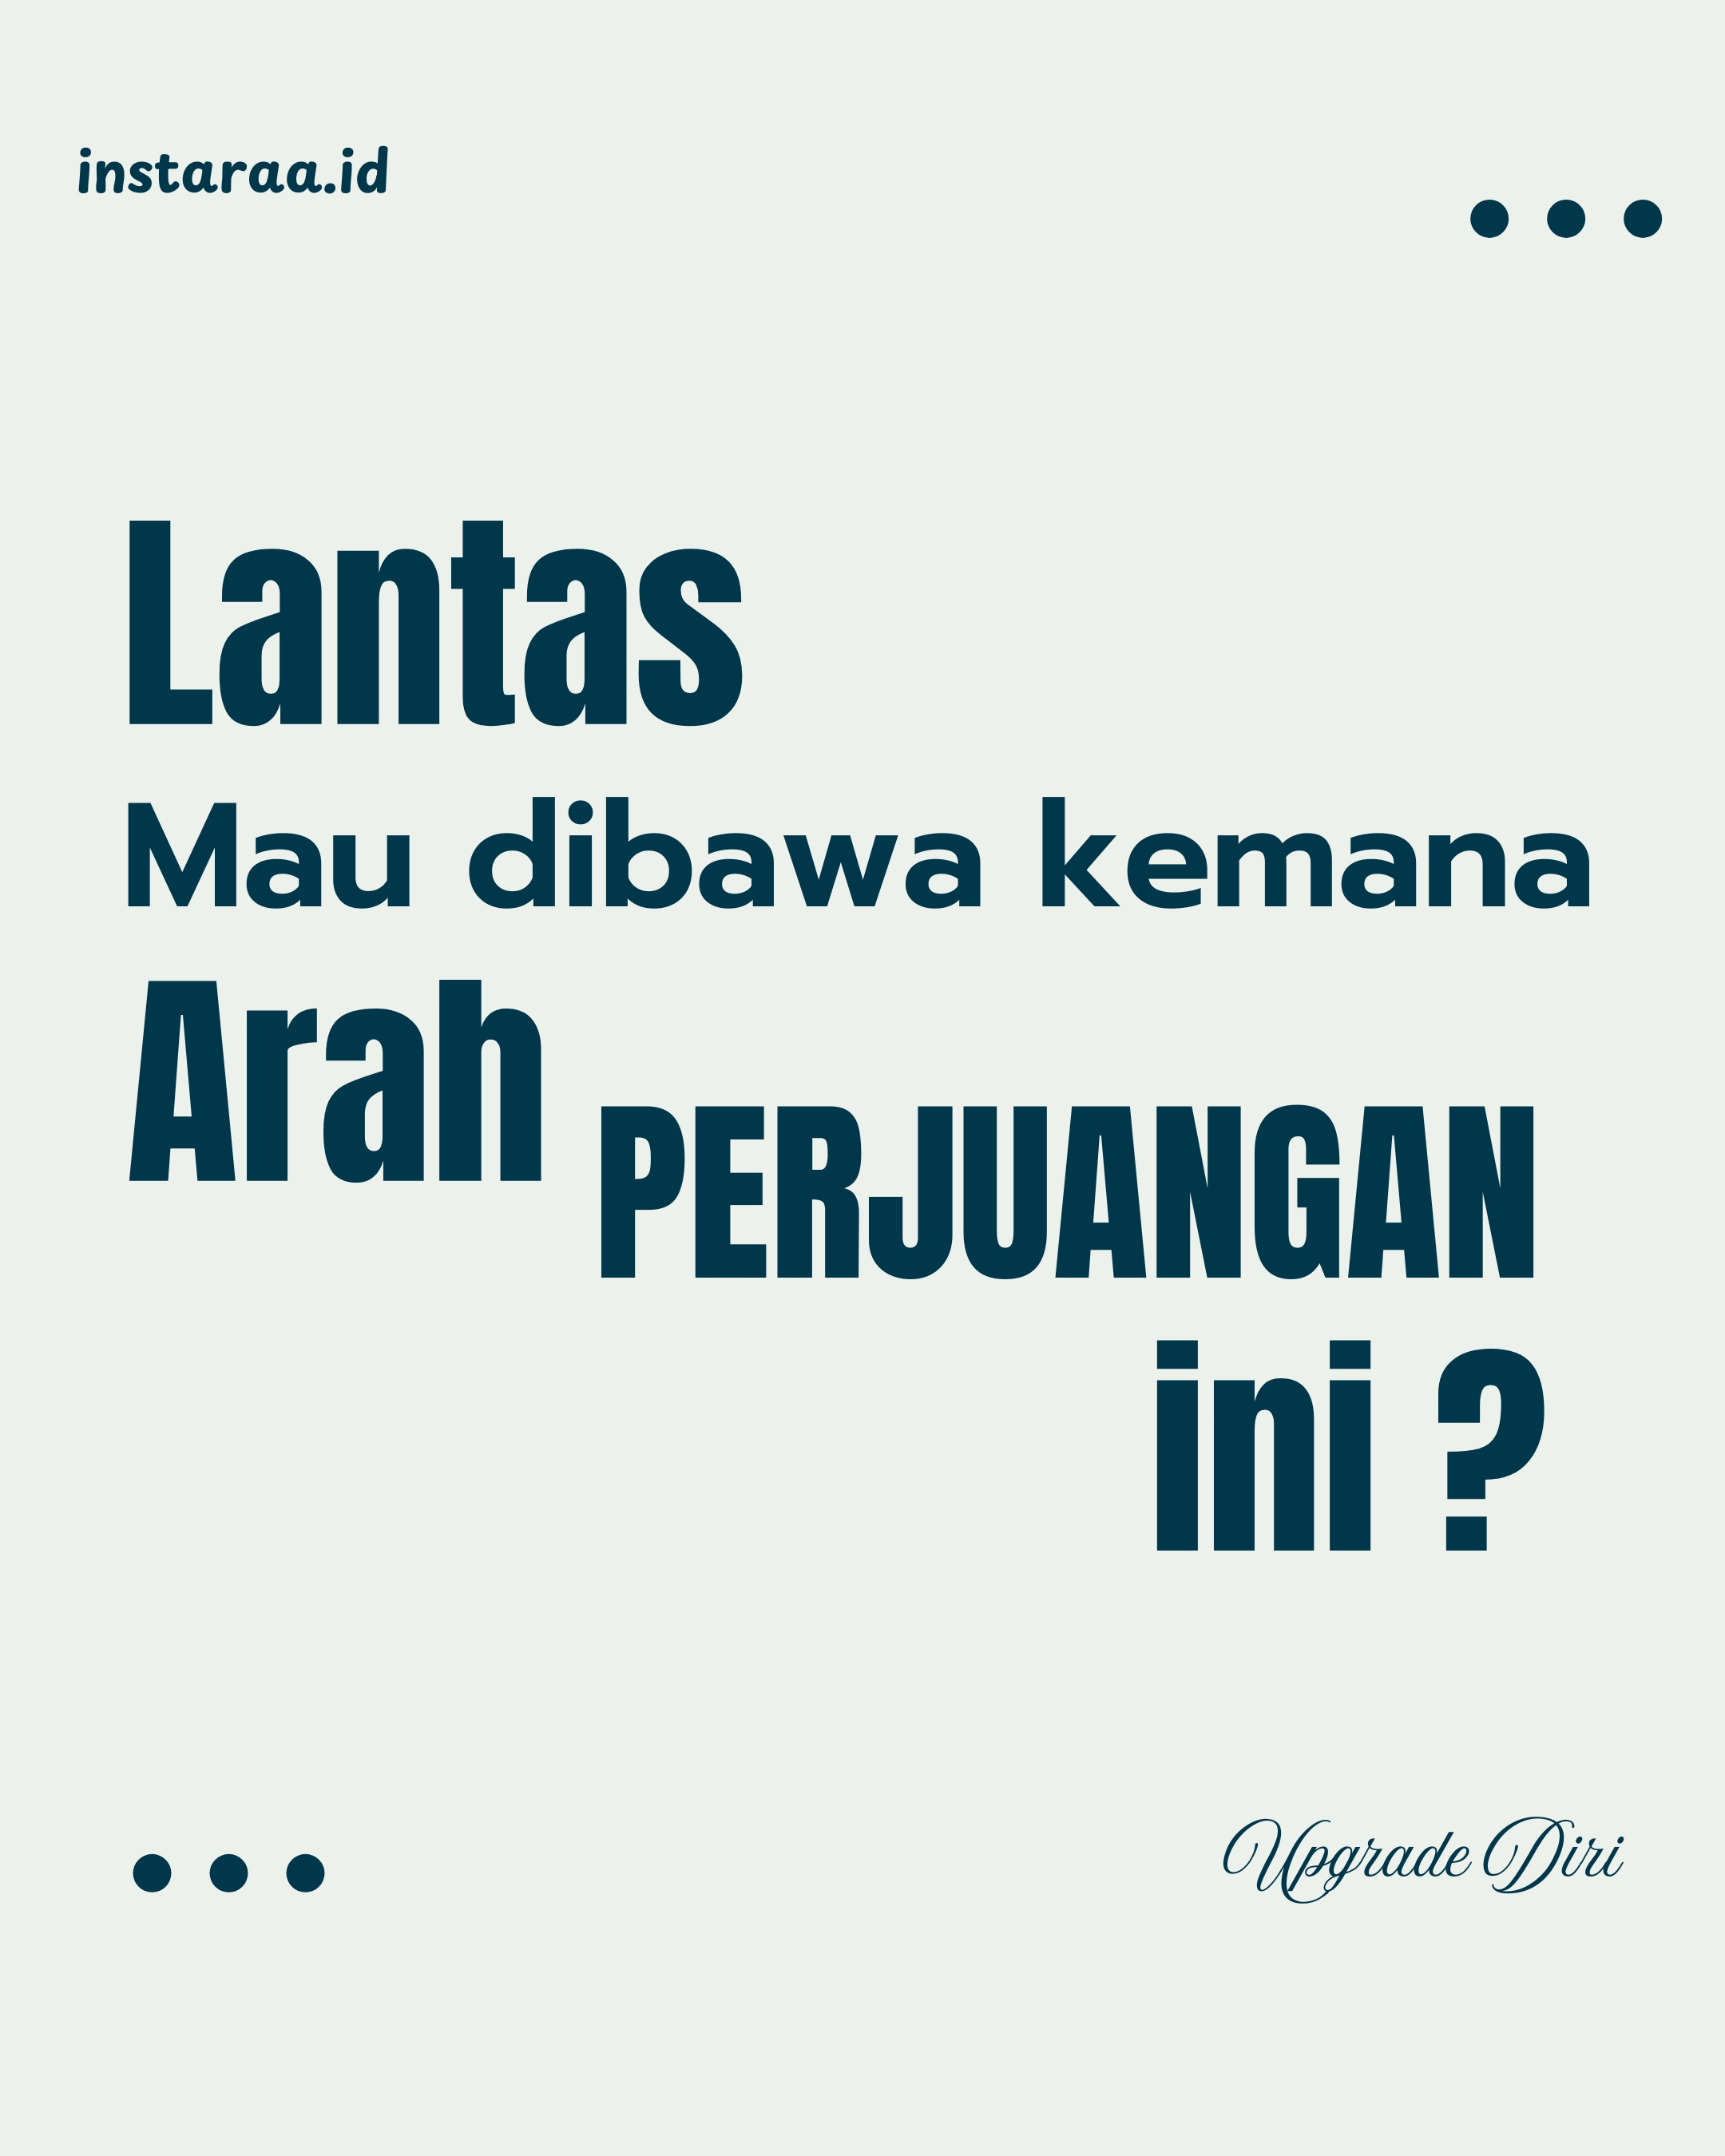 instaraa.id
Lantas
Mau dibawa kemana
Arah
PERJUANGAN
ini ?
Upgrade Diri